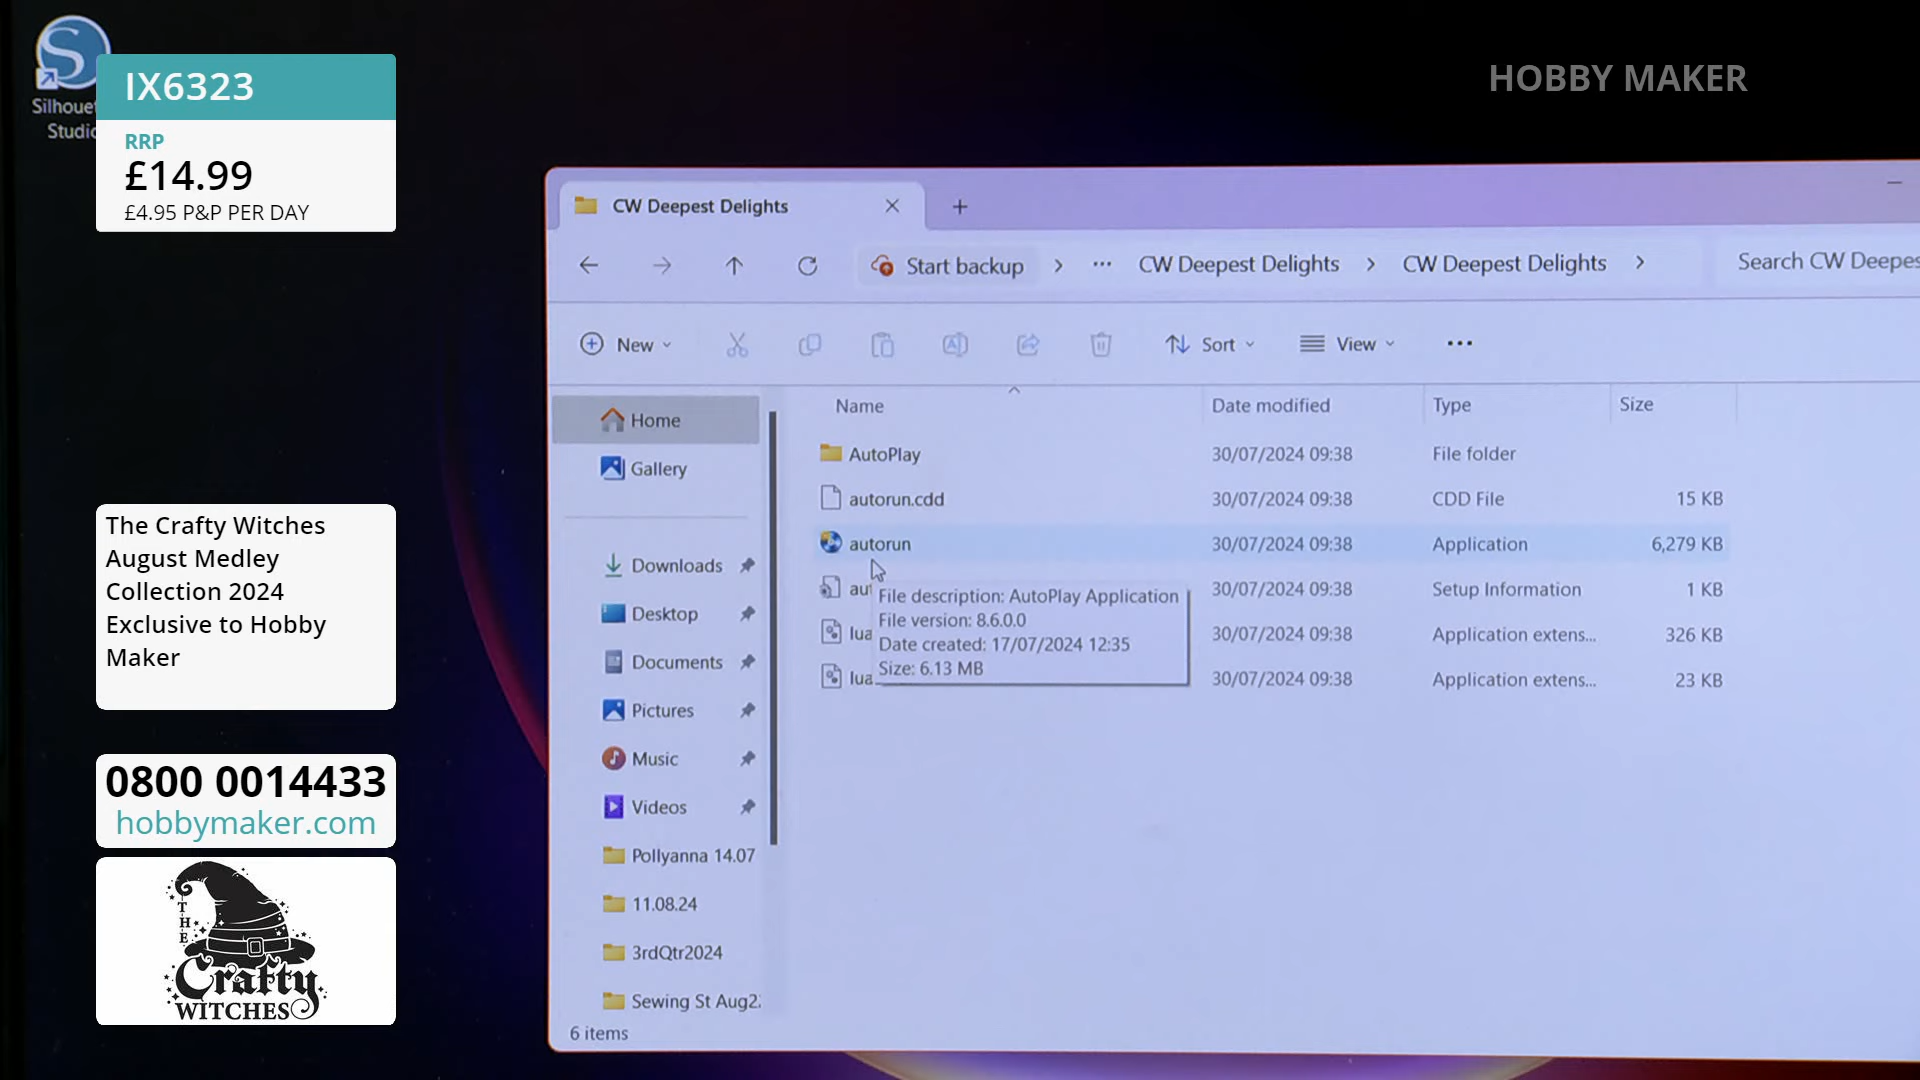 Silhoue
Studio
IX6323
RRP
£14.99
£4.95 P&P PER DAY
HOBBY MAKER
CW Deepest Delights
Start backup
CW Deepest Delights
CW Deepest Delights
Search CW Deepes
New
Sort
View
Name
Date modified
Type
Size
Home
Gallery
Downloads
Desktop
Documents
Pictures
Music
Videos
Pollyanna 14.07
11.08.24
3rdQtr2024
Sewing St Aug2
6 items
AutoPlay 30/07/2024 09:38 File folder
autorun.cdd 30/07/2024 09:38 CDD File 15 KB
autorun 30/07/2024 09:38 Application 6,279 KB
au 30/07/2024 09:38 Setup Information 1 KB
lua 30/07/2024 09:38 Application extens... 326 KB
lua 30/07/2024 09:38 Application extens... 23 KB
File description: AutoPlay Application
File version: 8.6.0.0
Date created: 17/07/2024 12:35
Size: 6.13 MB
The Crafty Witches
August Medley
Collection 2024
Exclusive to Hobby
Maker
0800 0014433
hobbymaker.com
THE
Crafty
WITCHES